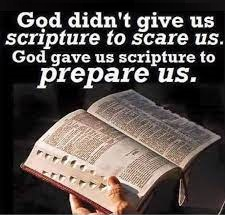 God didn't give us
scripture to scare us.
God gave us scripture to
prepare us.